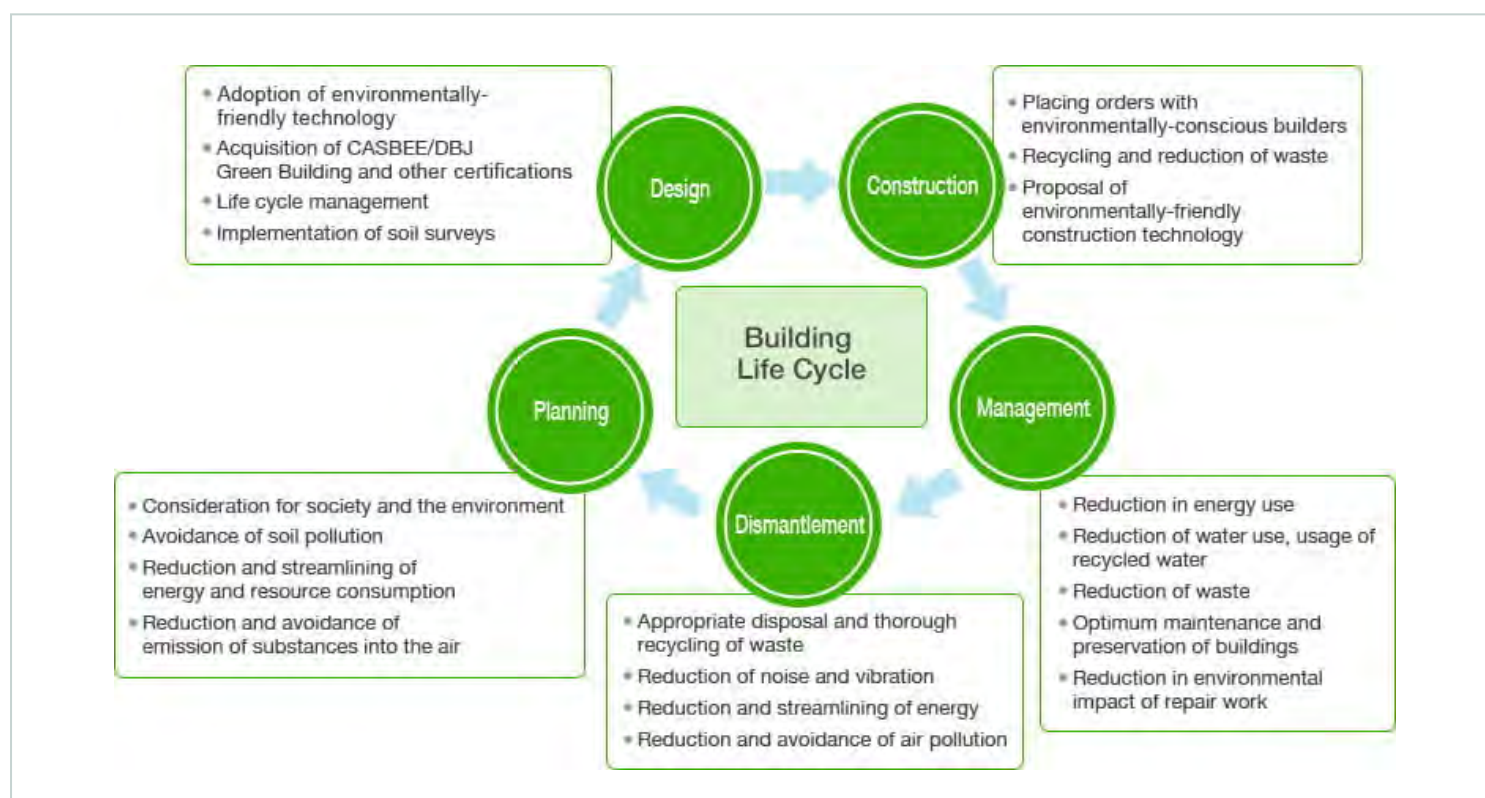 • Adoption of environmentally-
friendly technology
• Acquisition of CASBEE/DBJ
Green Building and other certifications
• Life cycle management
• Implementation of soil surveys
Design
Construction
• Placing orders with
environmentally-conscious builders
• Recycling and reduction of waste
• Proposal of
environmentally-friendly
construction technology
Building
Life Cycle
Planning
Management
• Consideration for society and the environment
• Avoidance of soil pollution
• Reduction and streamlining of
energy and resource consumption
• Reduction and avoidance of
emission of substances into the air
Dismantlement
• Appropriate disposal and thorough
recycling of waste
• Reduction of noise and vibration
• Reduction and streamlining of energy
• Reduction and avoidance of air pollution
• Reduction in energy use
• Reduction of water use, usage of
recycled water
• Reduction of waste
• Optimum maintenance and
preservation of buildings
• Reduction in environmental
impact of repair work